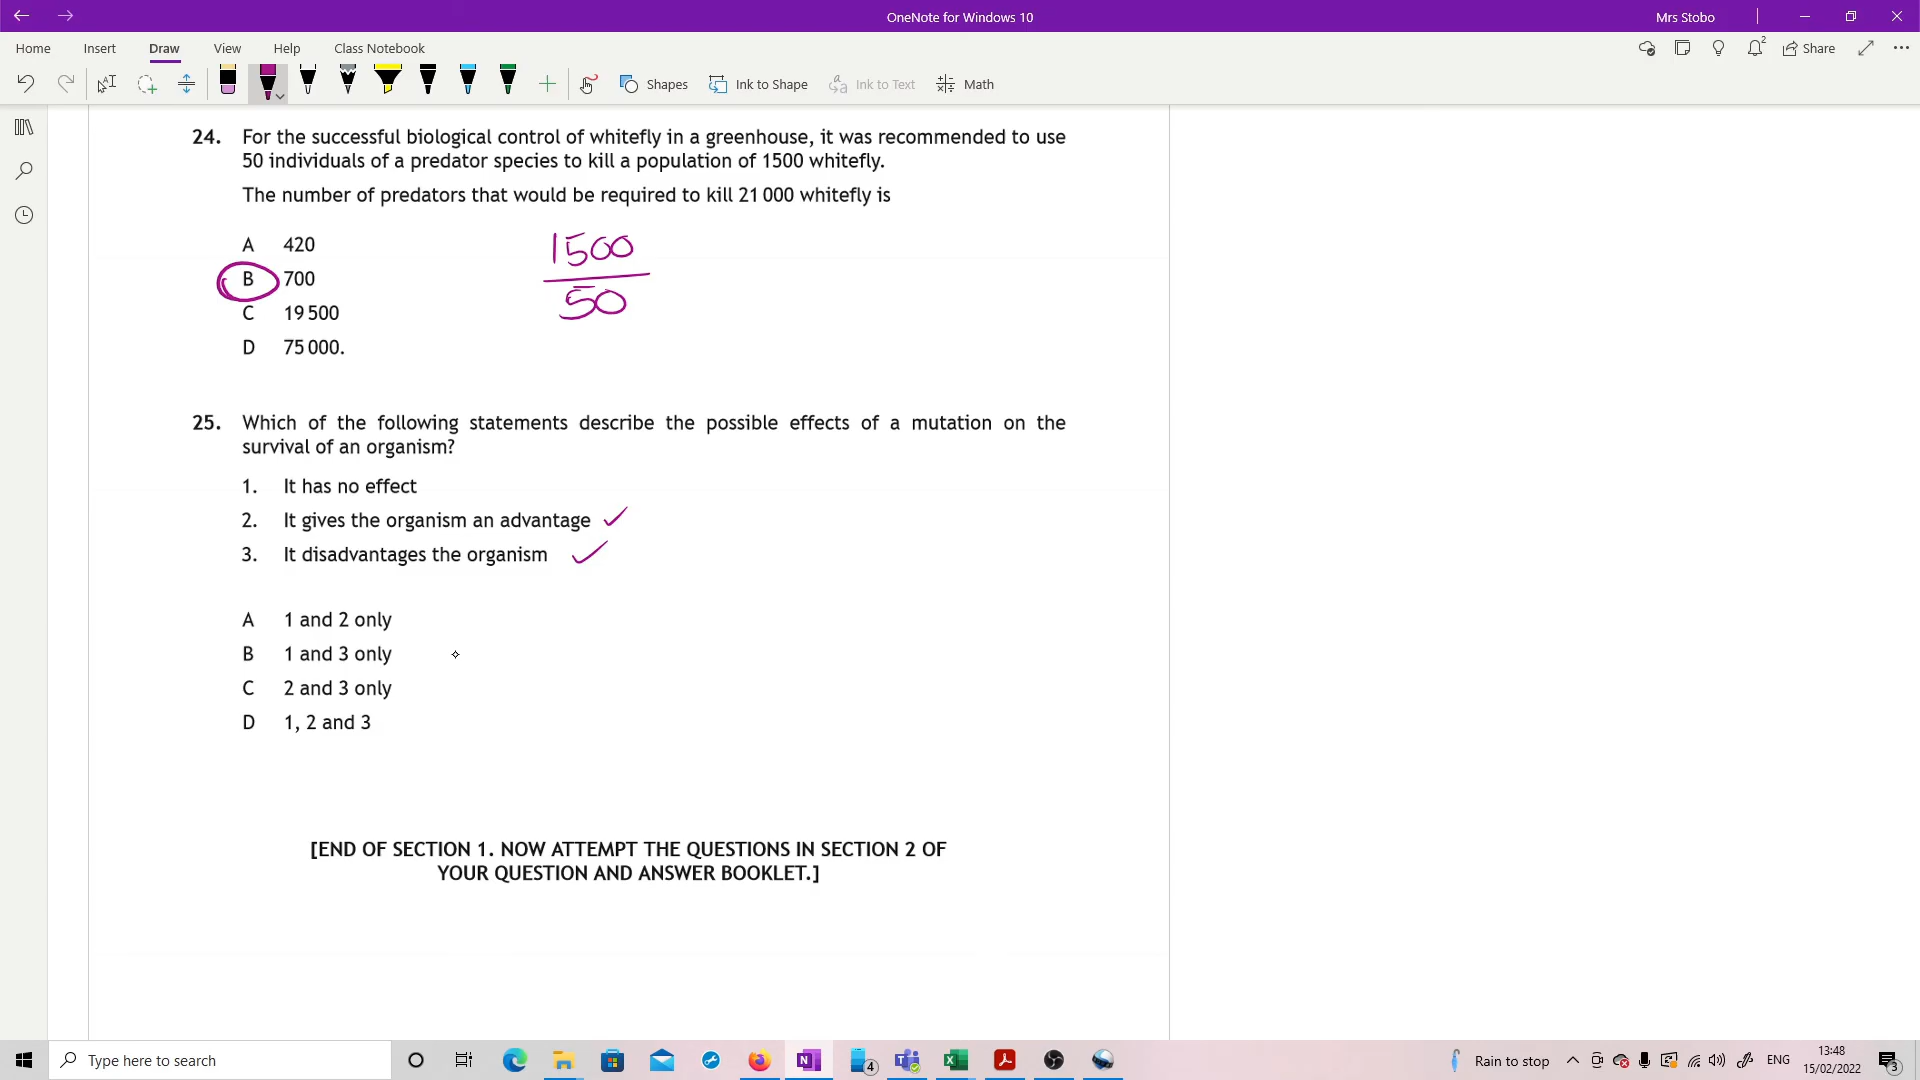 OneNote for Windows 10
Mrs Stobo
Home Insert Draw View Help Class Notebook
2
Share
Shapes Ink to Shape Ink to Text Math
24. For the successful biological control of whitefly in a greenhouse, it was recommended to use
50 individuals of a predator species to kill a population of 1500 whitefly.
The number of predators that would be required to kill 21 000 whitefly is
A 420
B 700
C 19 500
D 75 000.
1500
50
25. Which of the following statements describe the possible effects of a mutation on the
survival of an organism?
1. It has no effect
2. It gives the organism an advantage
3. It disadvantages the organism
A 1 and 2 only
B 1 and 3 only
C 2 and 3 only
D 1, 2 and 3
[END OF SECTION 1. NOW ATTEMPT THE QUESTIONS IN SECTION 2 OF
YOUR QUESTION AND ANSWER BOOKLET.]
Type here to search
4
Rain to stop
ENG
13:48
15/02/2022
3